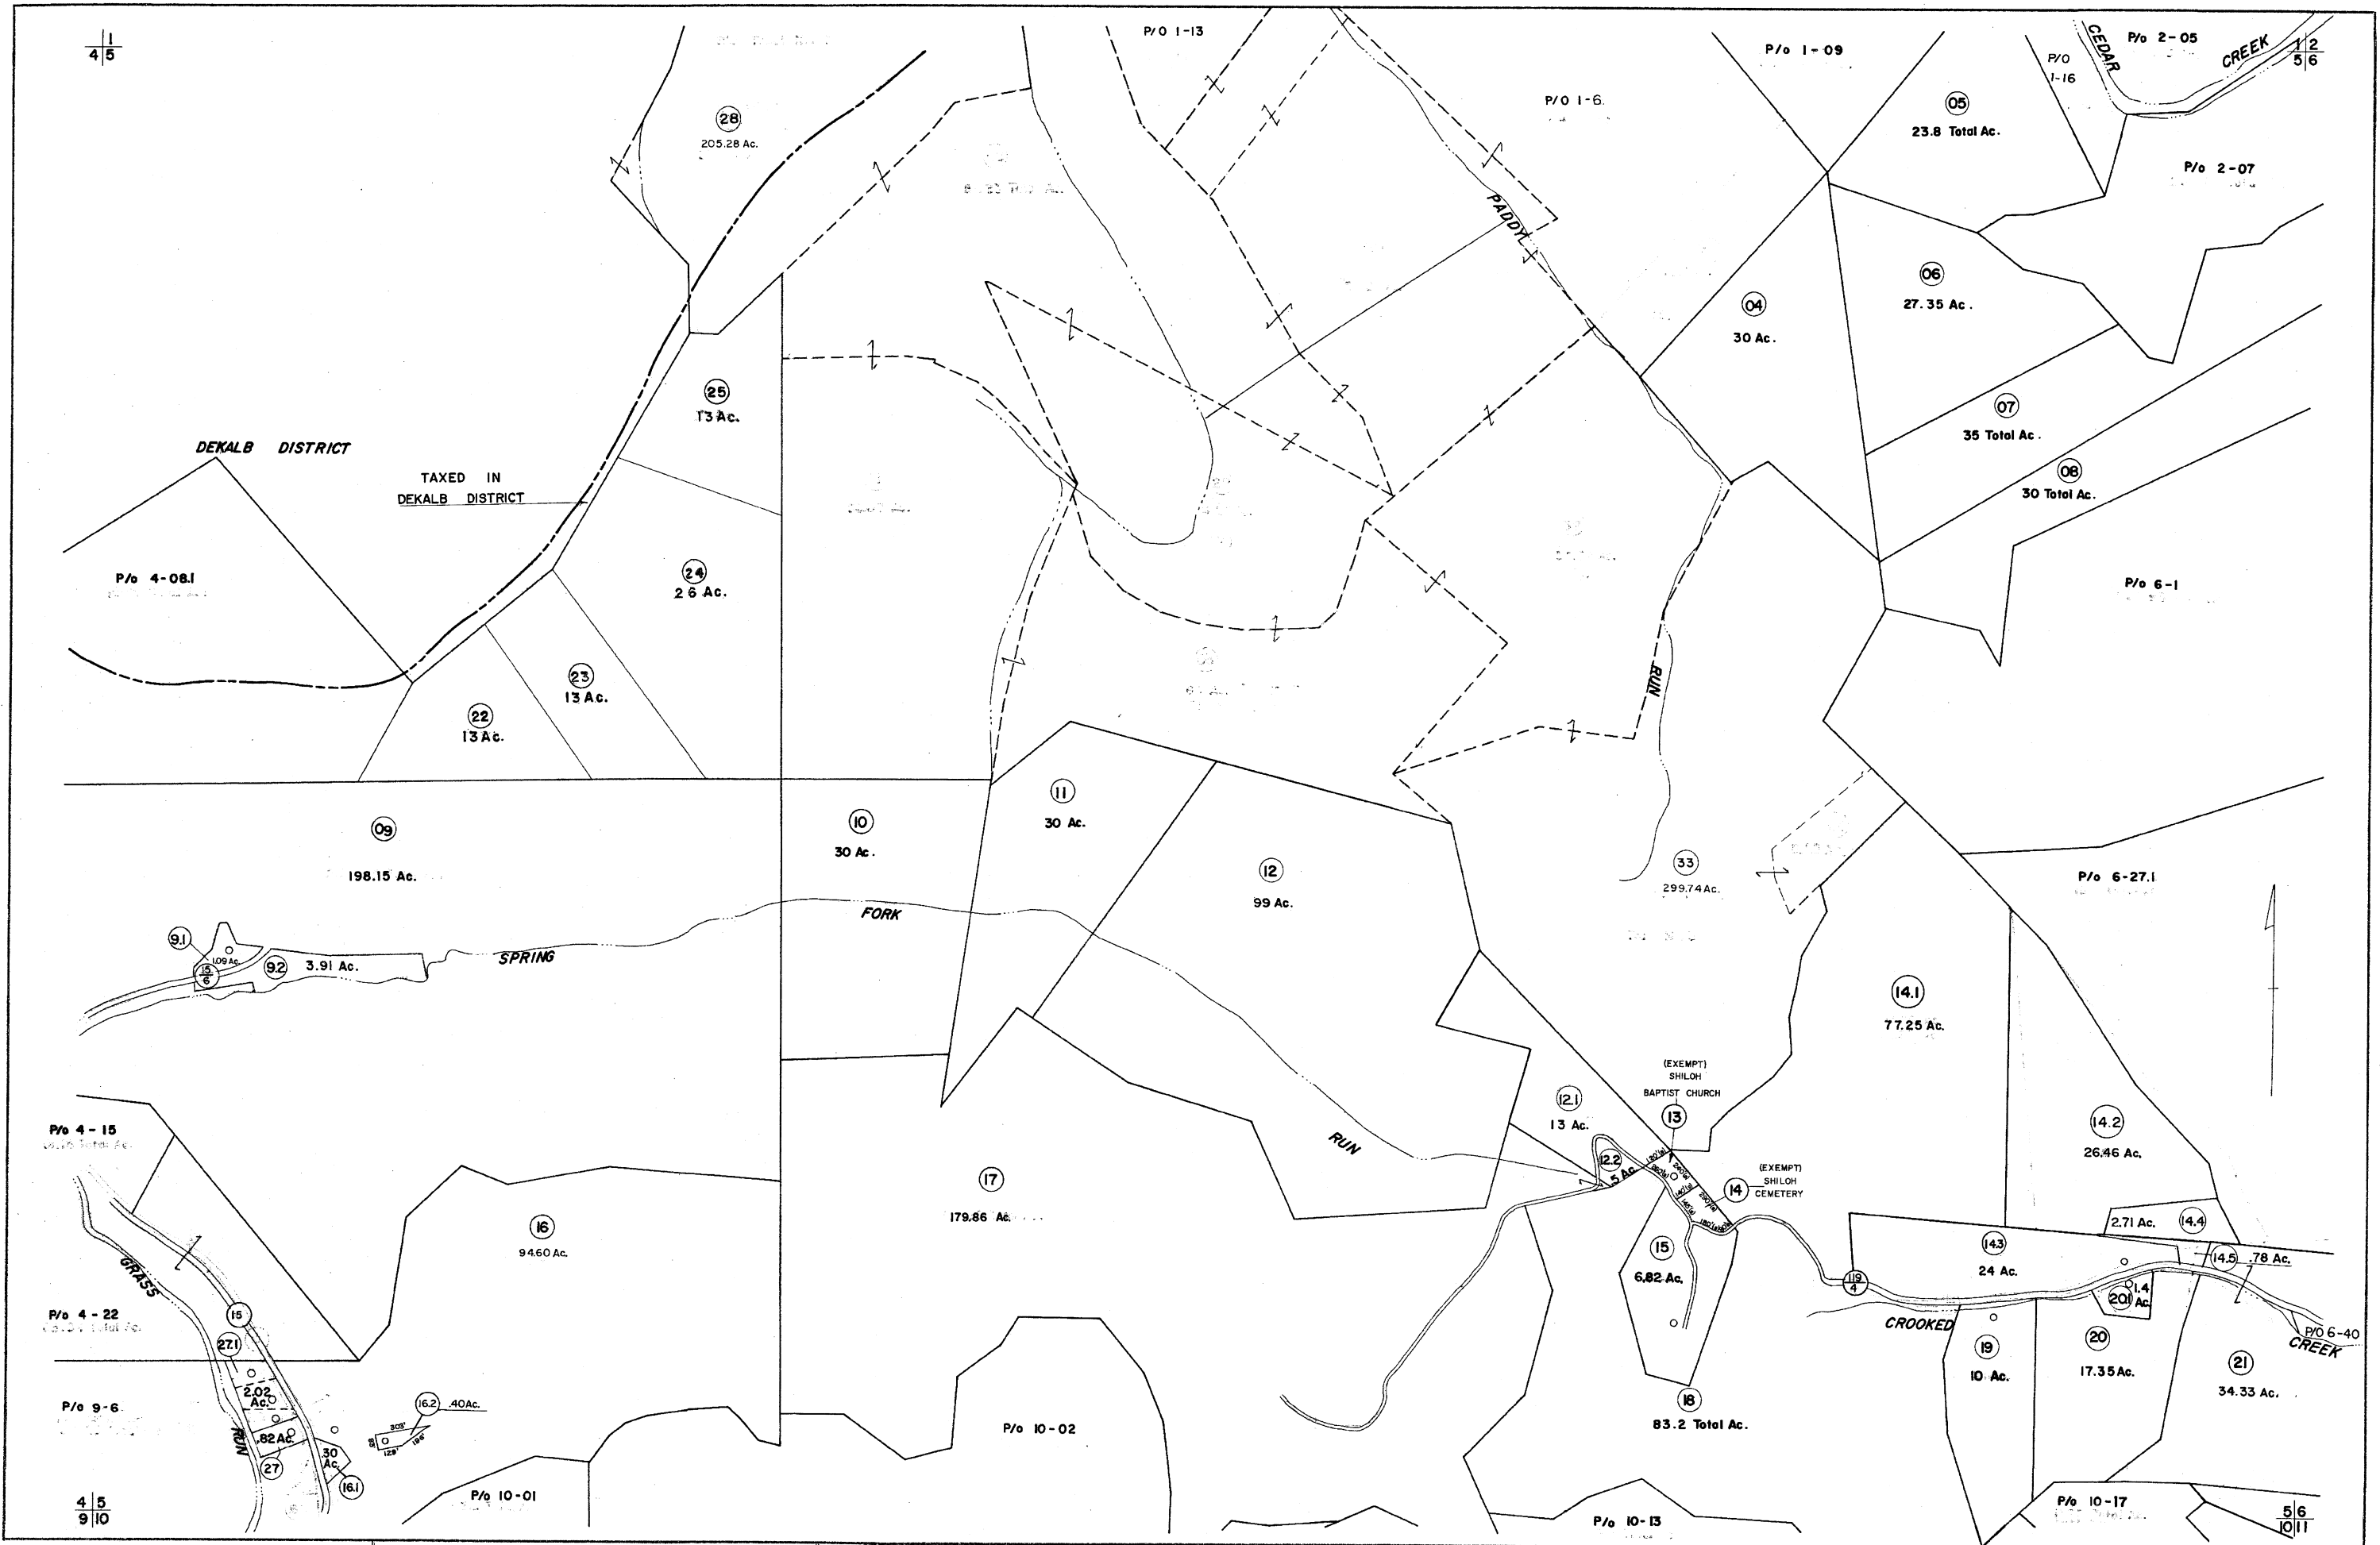 1
4 5
P/O 1-13
P/o 1-09
P/O
1-16
CEDAR
P/o 2-05
CREEK
1 2
5 6
28
205.28 Ac.
P/O 1-6
05
23.8 Total Ac.
P/o 2-07
PADDY
06
27.35 Ac.
04
30 Ac.
25
13 Ac.
07
35 Total Ac.
DEKALB DISTRICT
TAXED IN
DEKALB DISTRICT
08
30 Total Ac.
P/o 4-08.1
24
26 Ac.
P/o 6-1
23
13 Ac.
RUN
22
13 Ac.
09
198.15 Ac.
10
30 Ac.
11
30 Ac.
12
99 Ac.
33
299.74 Ac.
P/o 6-27.1
FORK
SPRING
9.1
1.09 Ac.
15
6
9.2
3.91 Ac.
14.1
77.25 Ac.
(EXEMPT)
SHILOH
BAPTIST CHURCH
13
12.1
13 Ac.
RUN
12.2
.5 Ac.
14
(EXEMPT)
SHILOH
CEMETERY
14.2
26.46 Ac.
P/o 4-15
17
179.86 Ac.
16
94.60 Ac.
2.71 Ac.
14.4
15
6.82 Ac.
14.3
24 Ac.
14.5
.78 Ac.
119
4
GRASS
P/o 4-22
15
27.1
20.1
1.4
Ac.
CROOKED
P/O 6-40
CREEK
19
10 Ac.
20
17.35 Ac.
21
34.33 Ac.
P/o 9-6
2.02
Ac.
16.2
.40 Ac.
303'
129'
196'
.82 Ac.
RUN
27
.30
Ac.
16.1
18
83.2 Total Ac.
P/o 10-02
P/o 10-01
P/o 10-13
P/o 10-17
4 5
9 10
5 6
10 11